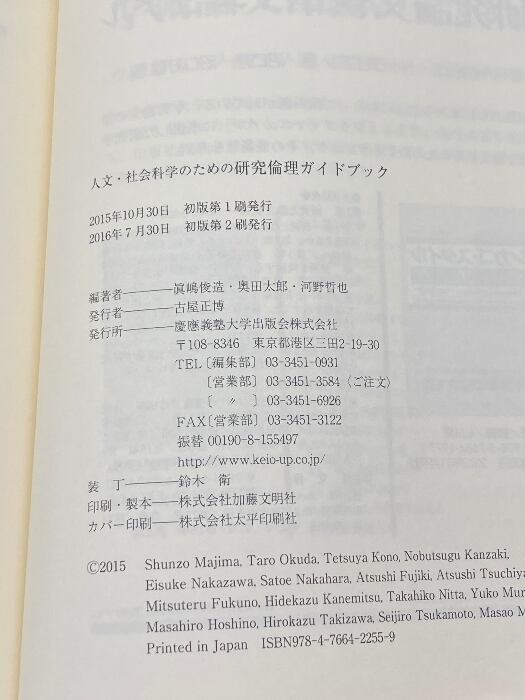 人文・社会科学のための研究倫理ガイドブック
2015年10月30日　初版第1刷発行
2016年7月30日　初版第2刷発行
編著者————眞嶋俊造・奥田太郎・河野哲也
発行者————古屋正博
発行所————慶應義塾大学出版会株式会社
〒108-8346　東京都港区三田2-19-30
TEL〔編集部〕03-3451-0931
〔営業部〕03-3451-3584〈ご注文〉
〔　〃　〕03-3451-6926
FAX〔営業部〕03-3451-3122
振替 00190-8-155497
http://www.keio-up.co.jp/
装　丁————鈴木　衛
印刷・製本——株式会社加藤文明社
カバー印刷——株式会社太平印刷社
©2015　Shunzo Majima, Taro Okuda, Tetsuya Kono, Nobutsugu Kanzaki,
Eisuke Nakazawa, Satoe Nakahara, Atsushi Fujiki, Atsushi Tsuchiya
Mitsuteru Fukuno, Hidekazu Kanemitsu, Takahiko Nitta, Yuko Mur
Masahiro Hoshino, Hirokazu Takizawa, Seijiro Tsukamoto, Masao M
Printed in Japan　ISBN978-4-7664-2255-9